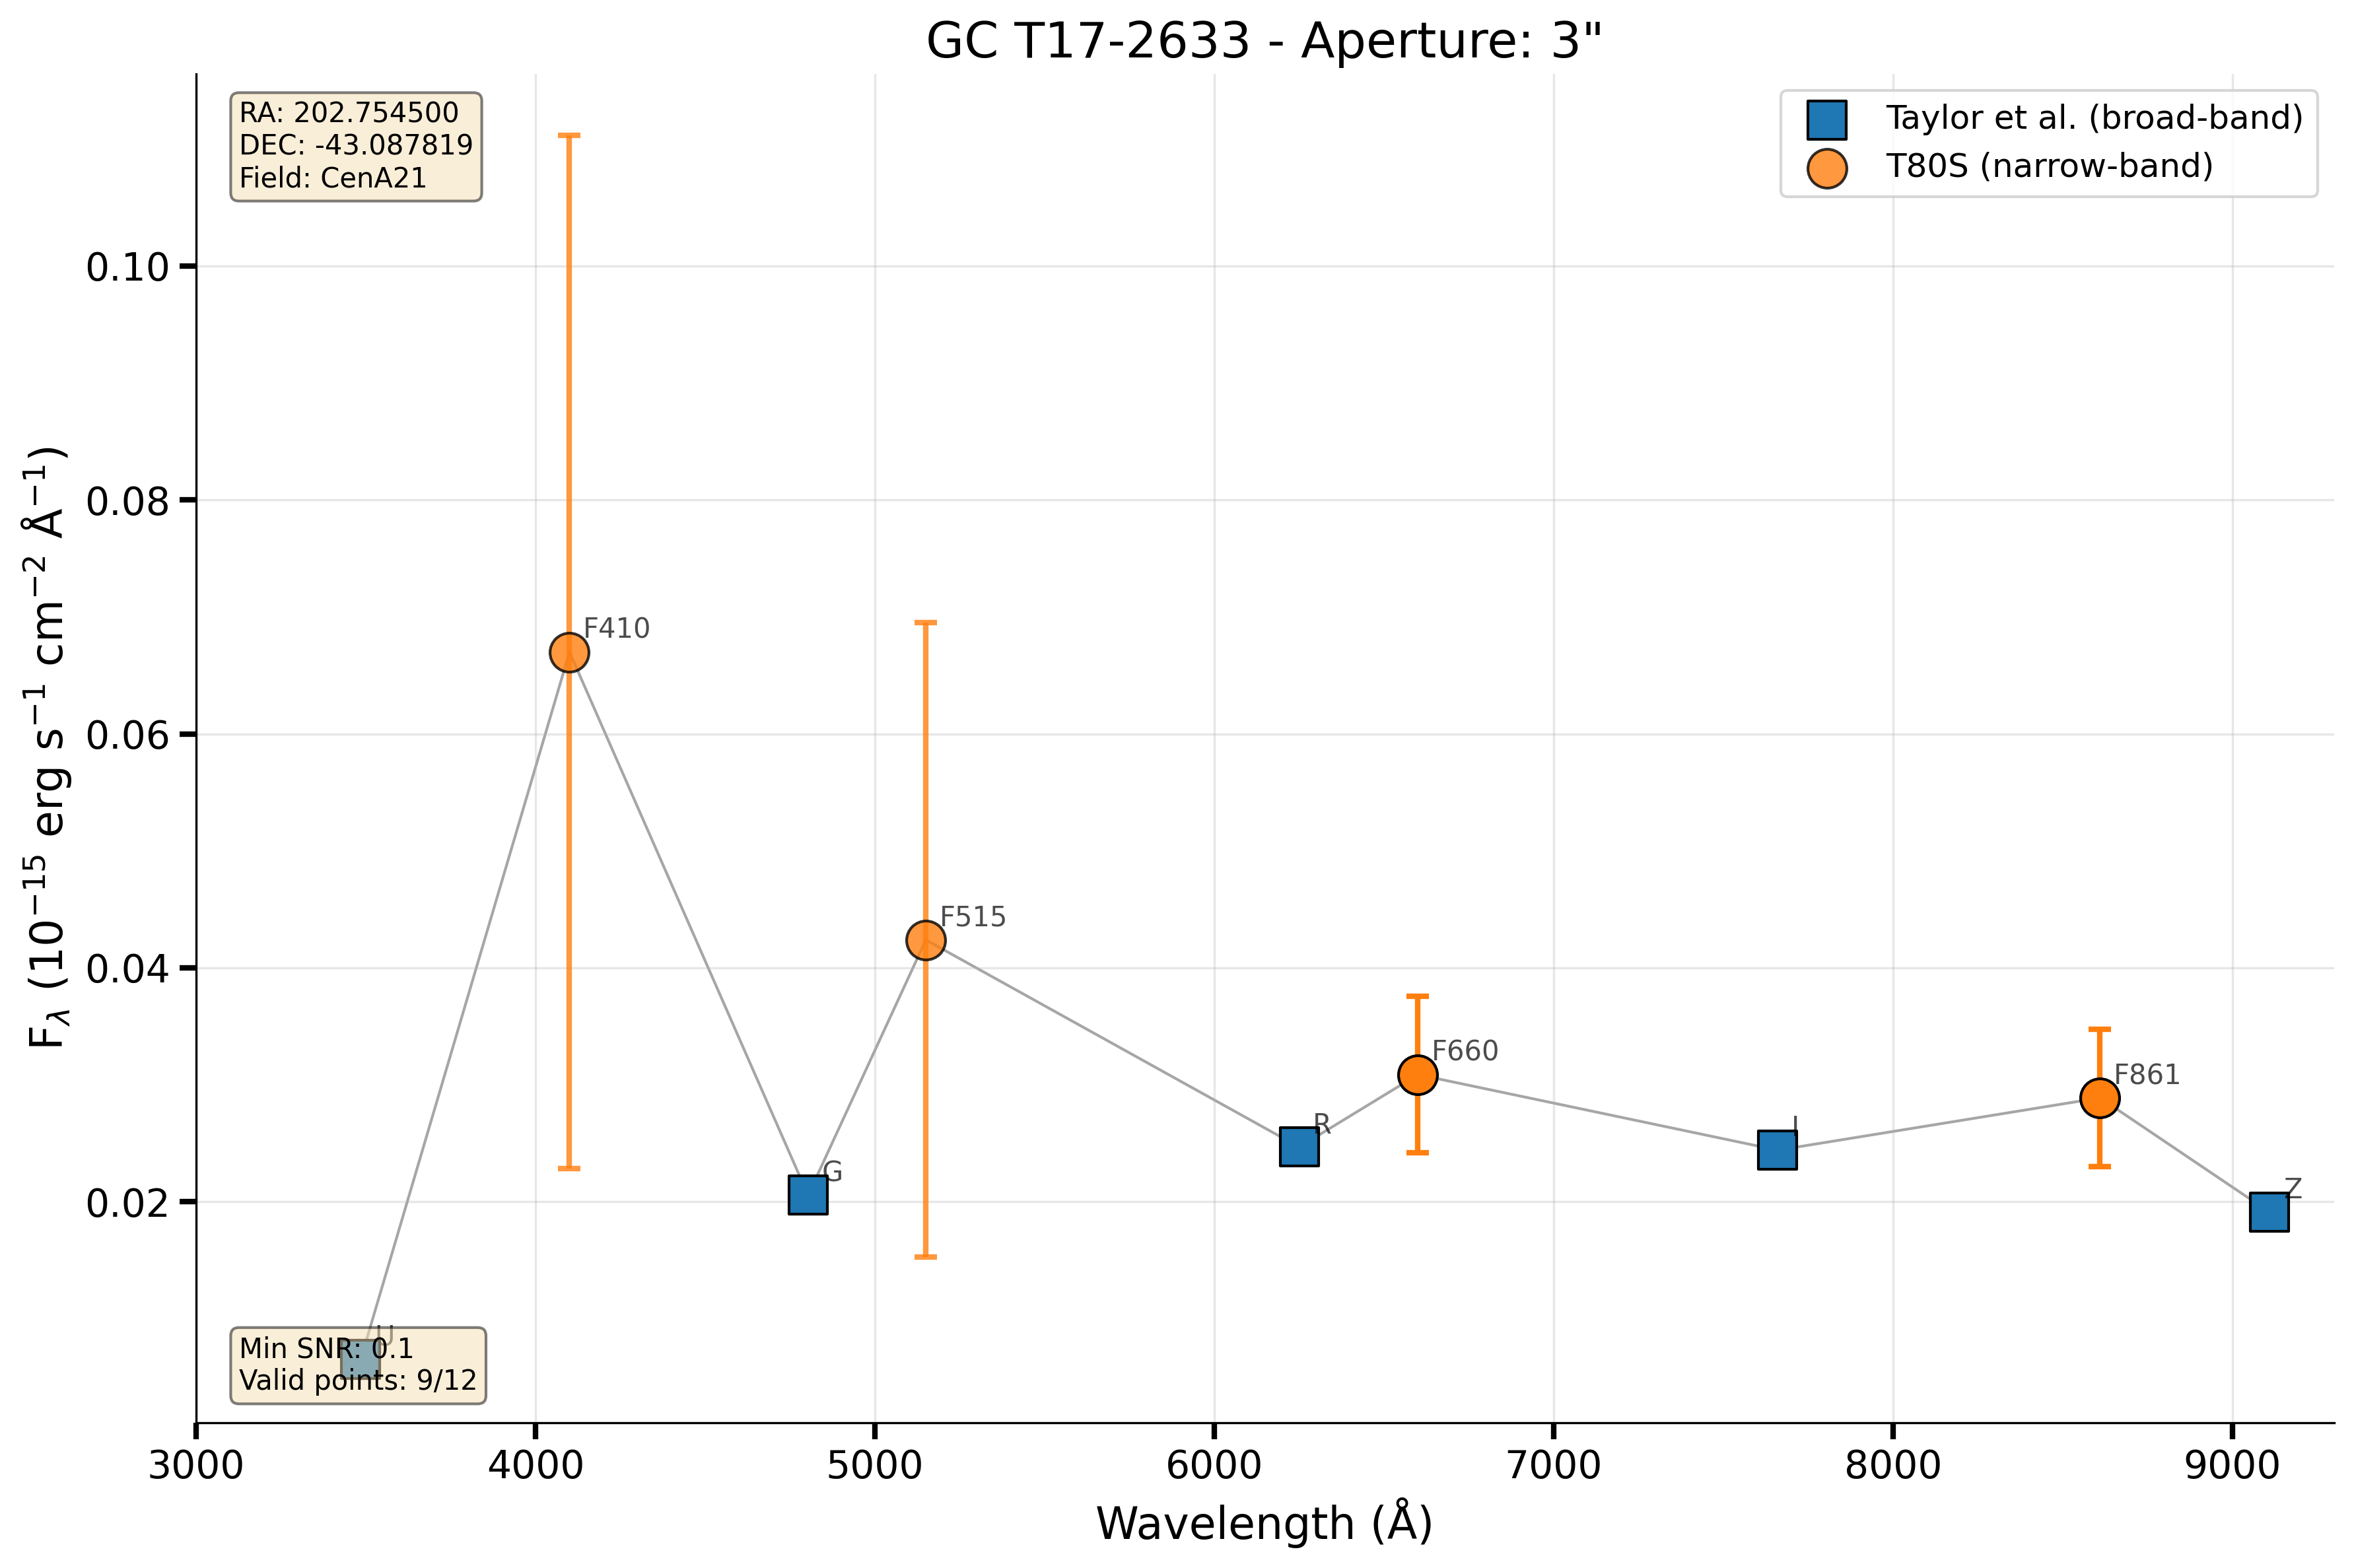 GC T17-2633 - Aperture: 3"
RA: 202.754500
DEC: -43.087819
Field: CenA21
Taylor et al. (broad-band)
T80S (narrow-band)
F_λ (10⁻¹⁵ erg s⁻¹ cm⁻² Å⁻¹)
0.10
0.08
0.06
0.04
0.02
F410
F515
F660
F861
R
I
G
Z
U
Min SNR: 0.1
Valid points: 9/12
3000 4000 5000 6000 7000 8000 9000
Wavelength (Å)